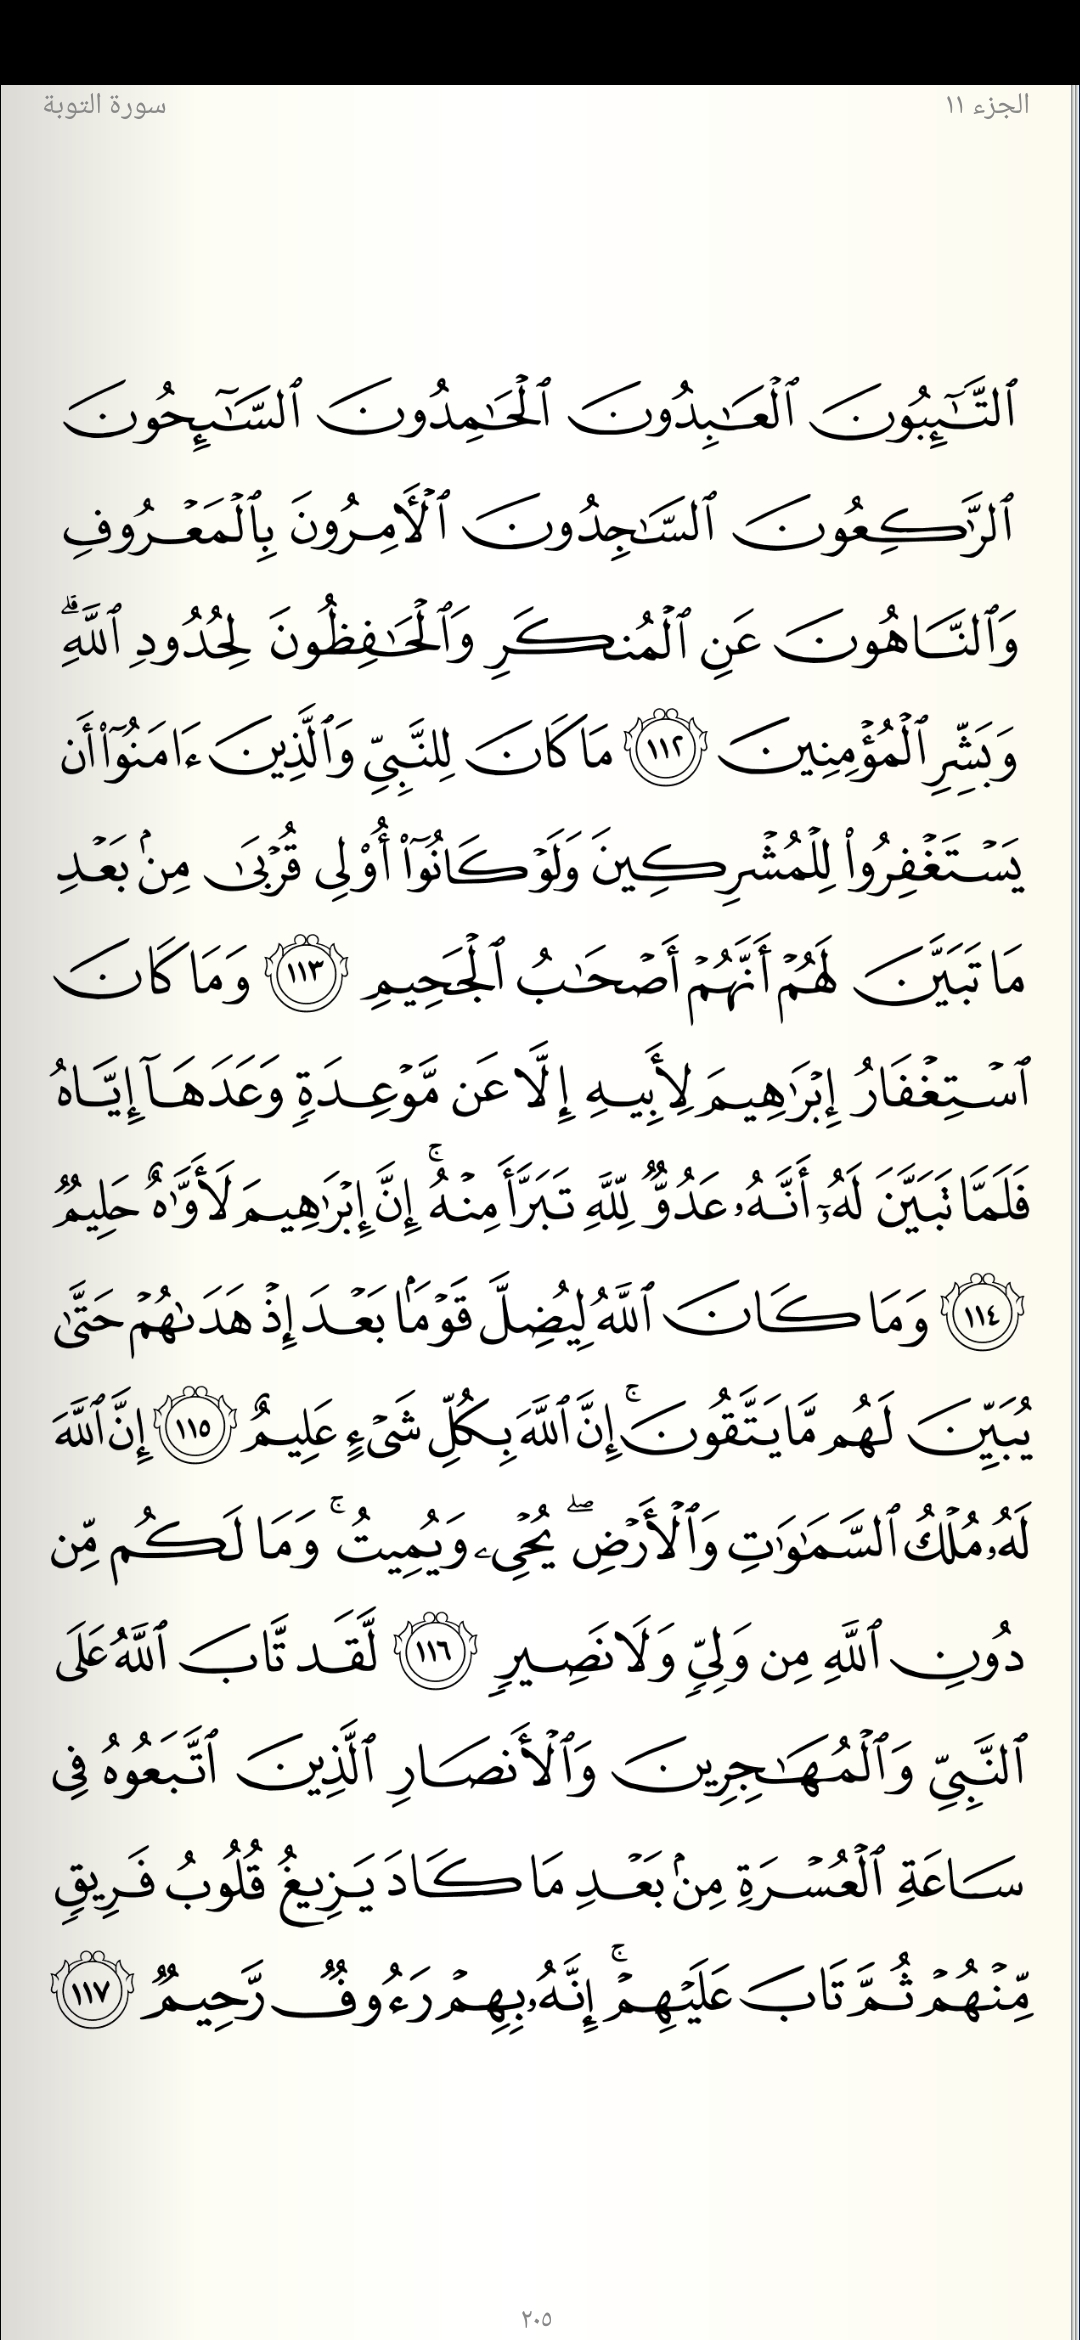 الجزء ١١
سورة التوبة
ٱلتَّـٰٓئِبُونَ ٱلْعَـٰبِدُونَ ٱلْحَـٰمِدُونَ ٱلسَّـٰٓئِحُونَ
ٱلرَّٰكِعُونَ ٱلسَّـٰجِدُونَ ٱلْـَٔامِرُونَ بِٱلْمَعْرُوفِ
وَٱلنَّاهُونَ عَنِ ٱلْمُنكَرِ وَٱلْحَـٰفِظُونَ لِحُدُودِ ٱللَّهِۗ
وَبَشِّرِ ٱلْمُؤْمِنِينَ ١١٢ مَا كَانَ لِلنَّبِىِّ وَٱلَّذِينَ ءَامَنُوٓا۟ أَن
يَسْتَغْفِرُوا۟ لِلْمُشْرِكِينَ وَلَوْ كَانُوٓا۟ أُو۟لِى قُرْبَىٰ مِنۢ بَعْدِ
مَا تَبَيَّنَ لَهُمْ أَنَّهُمْ أَصْحَـٰبُ ٱلْجَحِيمِ ١١٣ وَمَا كَانَ
ٱسْتِغْفَارُ إِبْرَٰهِيمَ لِأَبِيهِ إِلَّا عَن مَّوْعِدَةٍ وَعَدَهَآ إِيَّاهُ
فَلَمَّا تَبَيَّنَ لَهُۥٓ أَنَّهُۥ عَدُوٌّ لِّلَّهِ تَبَرَّأَ مِنْهُۚ إِنَّ إِبْرَٰهِيمَ لَأَوَّٰهٌ حَلِيمٌ
١١٤ وَمَا كَانَ ٱللَّهُ لِيُضِلَّ قَوْمًۢا بَعْدَ إِذْ هَدَىٰهُمْ حَتَّىٰ
يُبَيِّنَ لَهُم مَّا يَتَّقُونَۚ إِنَّ ٱللَّهَ بِكُلِّ شَىْءٍ عَلِيمٌ ١١٥ إِنَّ ٱللَّهَ
لَهُۥ مُلْكُ ٱلسَّمَـٰوَٰتِ وَٱلْأَرْضِۖ يُحْىِۦ وَيُمِيتُۚ وَمَا لَكُم مِّن
دُونِ ٱللَّهِ مِن وَلِىٍّ وَلَا نَصِيرٍ ١١٦ لَّقَد تَّابَ ٱللَّهُ عَلَى
ٱلنَّبِىِّ وَٱلْمُهَـٰجِرِينَ وَٱلْأَنصَارِ ٱلَّذِينَ ٱتَّبَعُوهُ فِى
سَاعَةِ ٱلْعُسْرَةِ مِنۢ بَعْدِ مَا كَادَ يَزِيغُ قُلُوبُ فَرِيقٍ
مِّنْهُمْ ثُمَّ تَابَ عَلَيْهِمْۚ إِنَّهُۥ بِهِمْ رَءُوفٌ رَّحِيمٌ ١١٧
٢٠٥